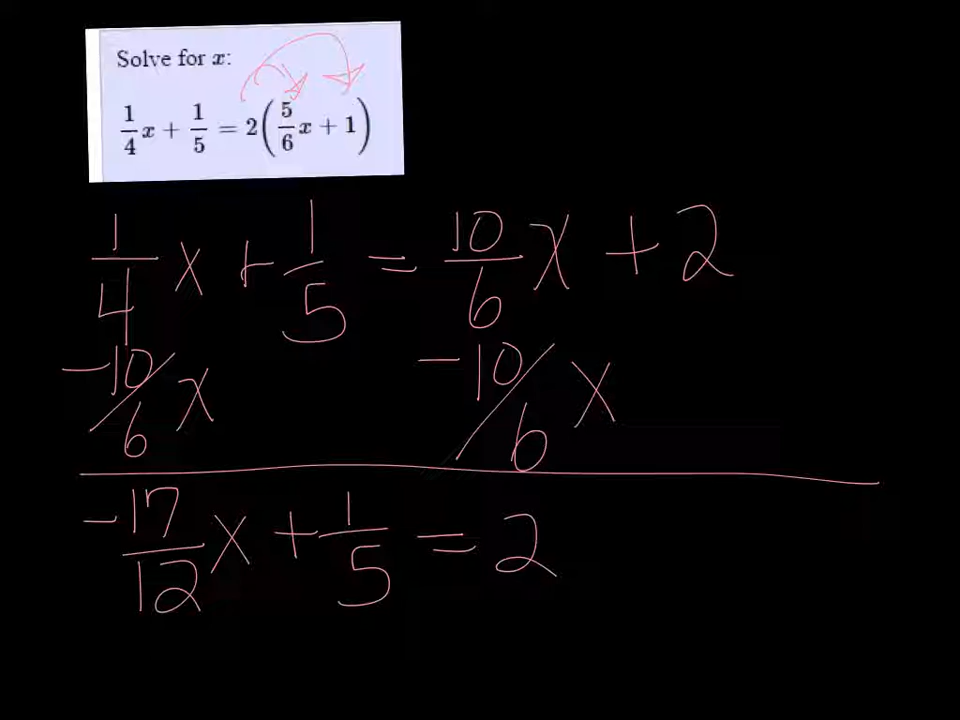 Solve for x:
1/4 x + 1/5 = 2(5/6 x + 1)
1/4 x + 1/5 = 10/6 x + 2
-10/6 x -10/6 x
-17/12 x + 1/5 = 2